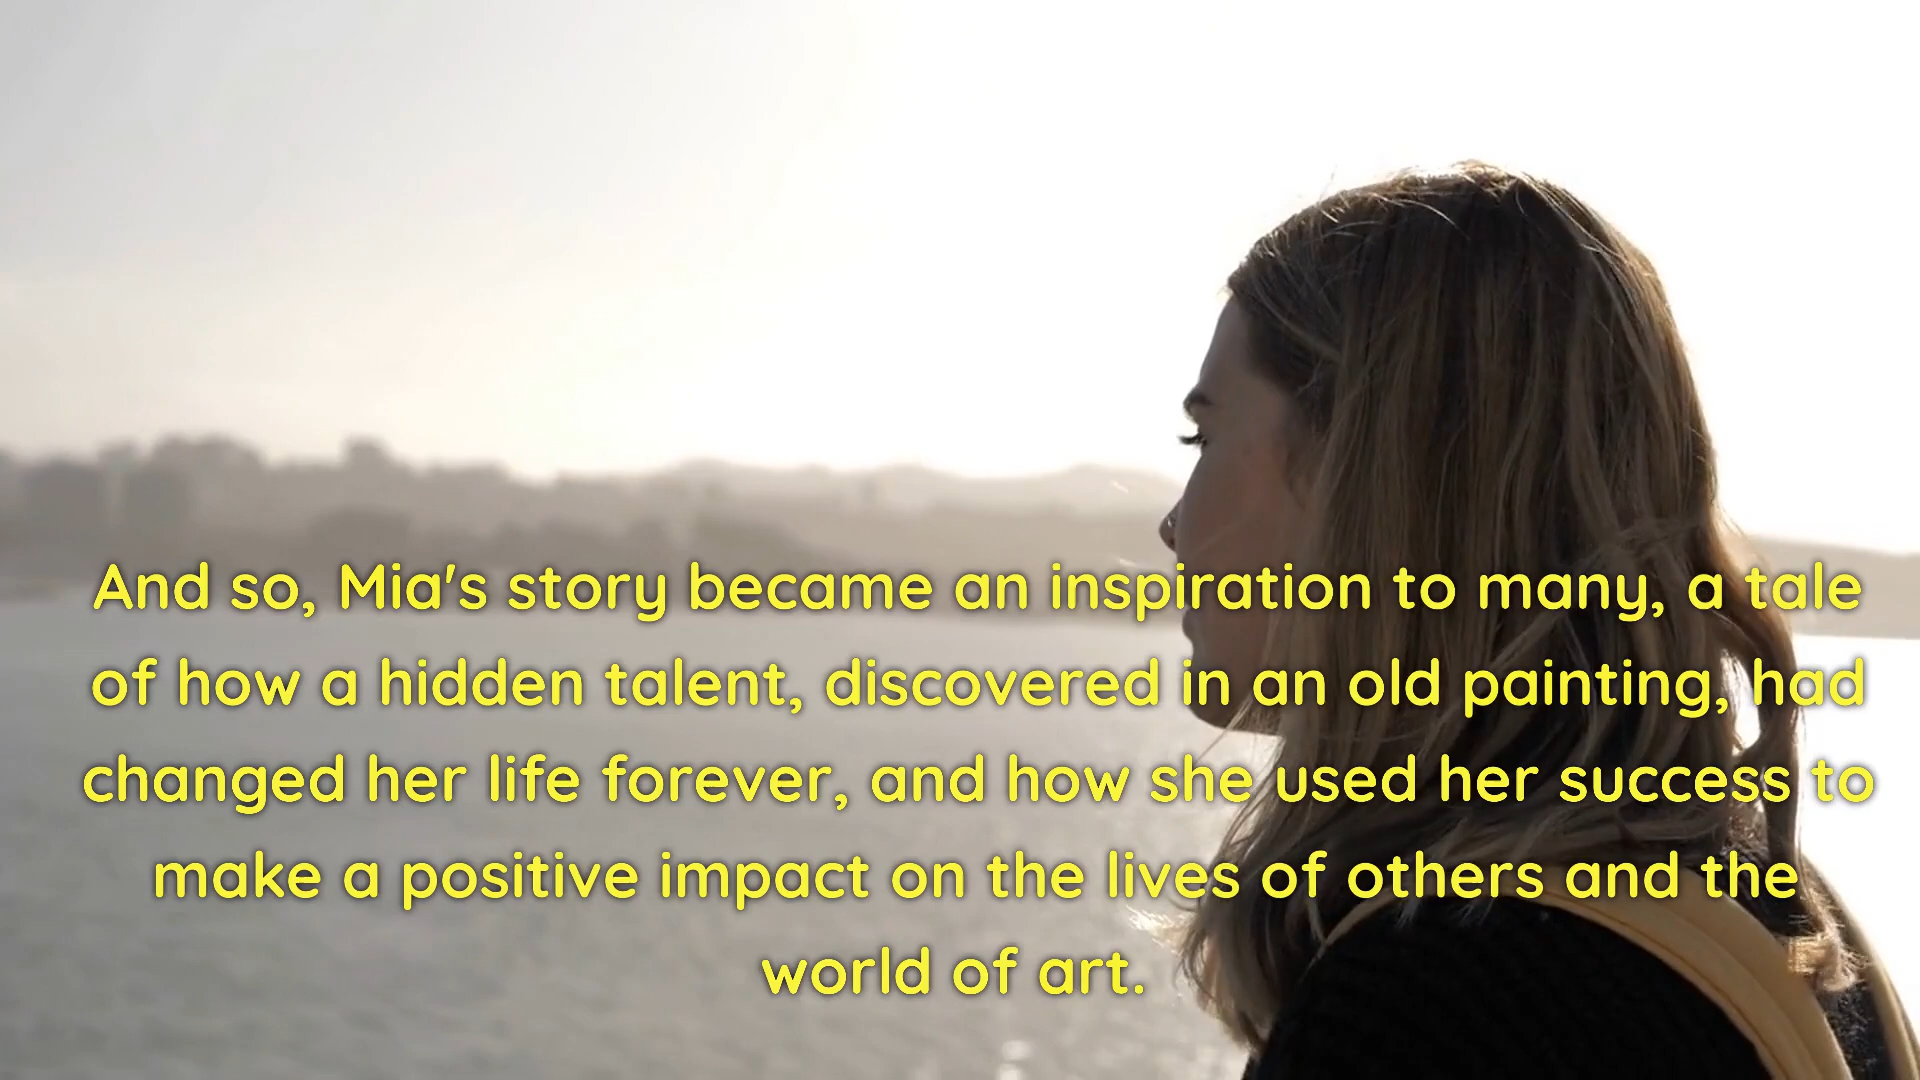 And so, Mia's story became an inspiration to many, a tale
of how a hidden talent, discovered in an old painting, had
changed her life forever, and how she used her success to
make a positive impact on the lives of others and the
world of art.